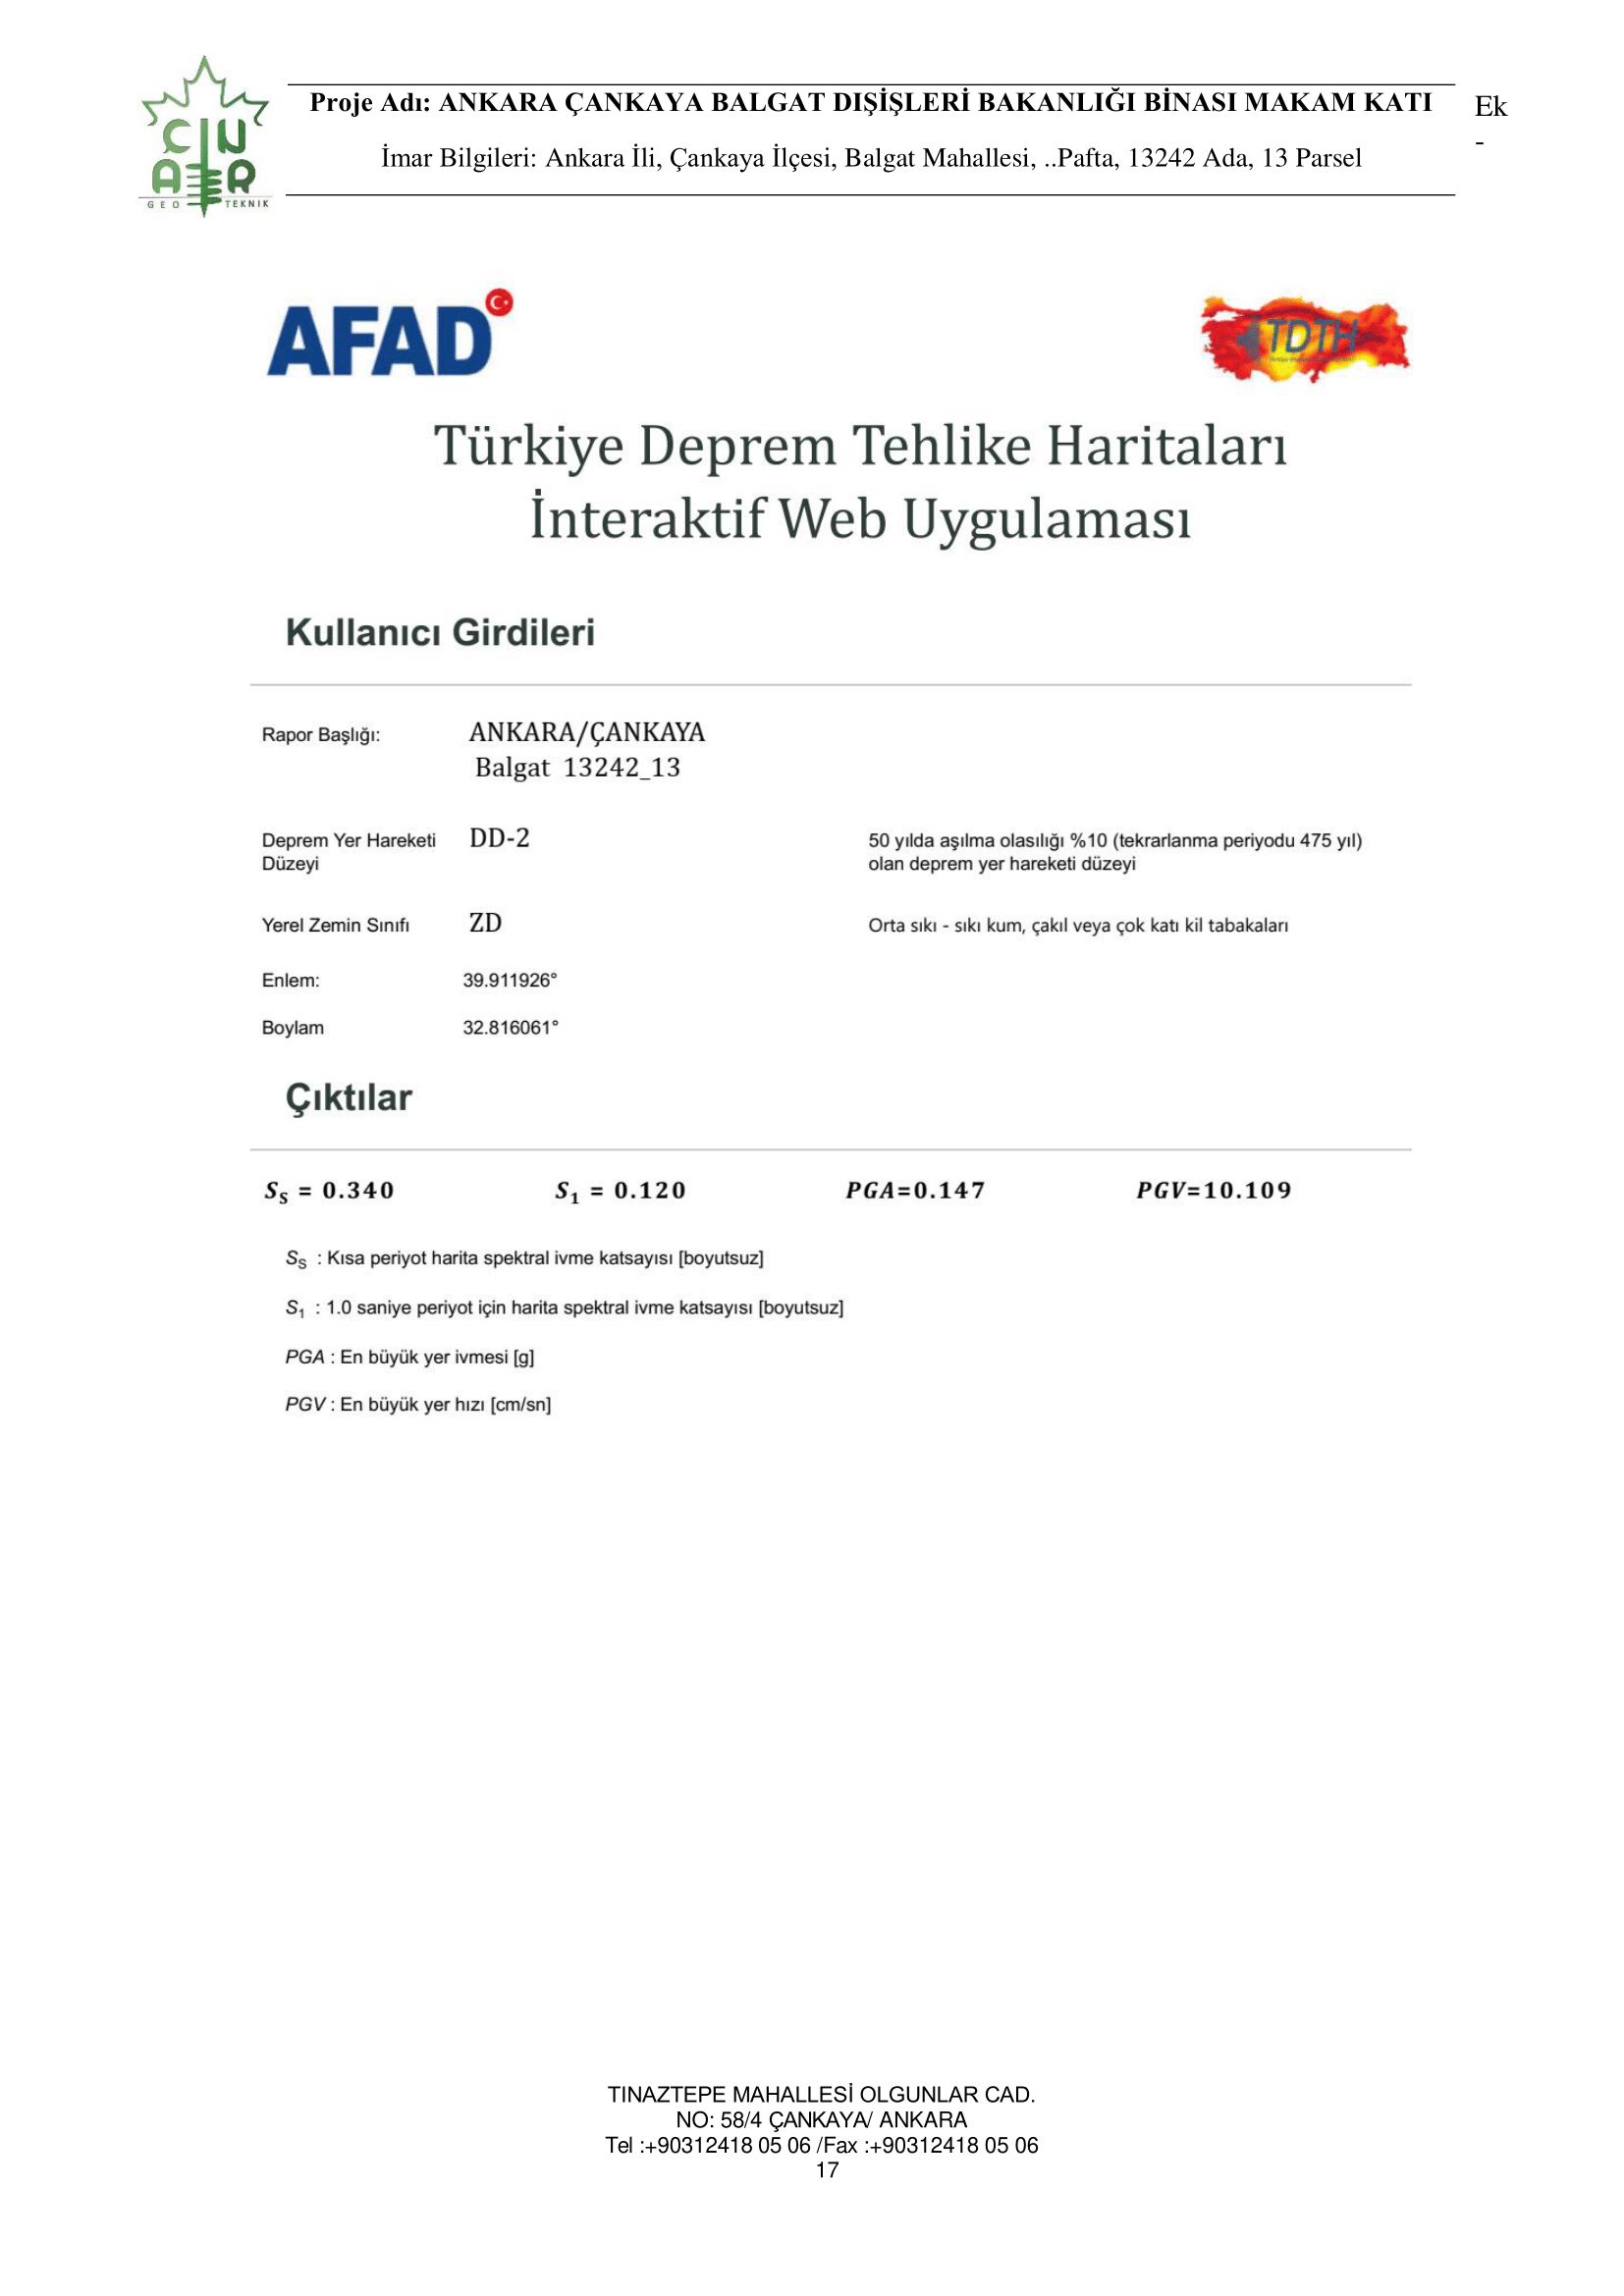 ÇINAR
GEO TEKNIK
Proje Adı: ANKARA ÇANKAYA BALGAT DIŞİŞLERİ BAKANLIĞI BİNASI MAKAM KATI
İmar Bilgileri: Ankara İli, Çankaya İlçesi, Balgat Mahallesi, ..Pafta, 13242 Ada, 13 Parsel
Ek
-
AFAD
TDTH
Türkiye Deprem Tehlike Haritaları
İnteraktif Web Uygulaması
Kullanıcı Girdileri
Rapor Başlığı: ANKARA/ÇANKAYA
Balgat 13242_13
Deprem Yer Hareketi Düzeyi DD-2 50 yılda aşılma olasılığı %10 (tekrarlanma periyodu 475 yıl)
olan deprem yer hareketi düzeyi
Yerel Zemin Sınıfı ZD Orta sıkı - sıkı kum, çakıl veya çok katı kil tabakaları
Enlem: 39.911926°
Boylam 32.816061°
Çıktılar
S_S = 0.340 S_1 = 0.120 PGA=0.147 PGV=10.109
S_S : Kısa periyot harita spektral ivme katsayısı [boyutsuz]
S_1 : 1.0 saniye periyot için harita spektral ivme katsayısı [boyutsuz]
PGA : En büyük yer ivmesi [g]
PGV : En büyük yer hızı [cm/sn]
TINAZTEPE MAHALLESİ OLGUNLAR CAD.
NO: 58/4 ÇANKAYA/ ANKARA
Tel :+90312418 05 06 /Fax :+90312418 05 06
17